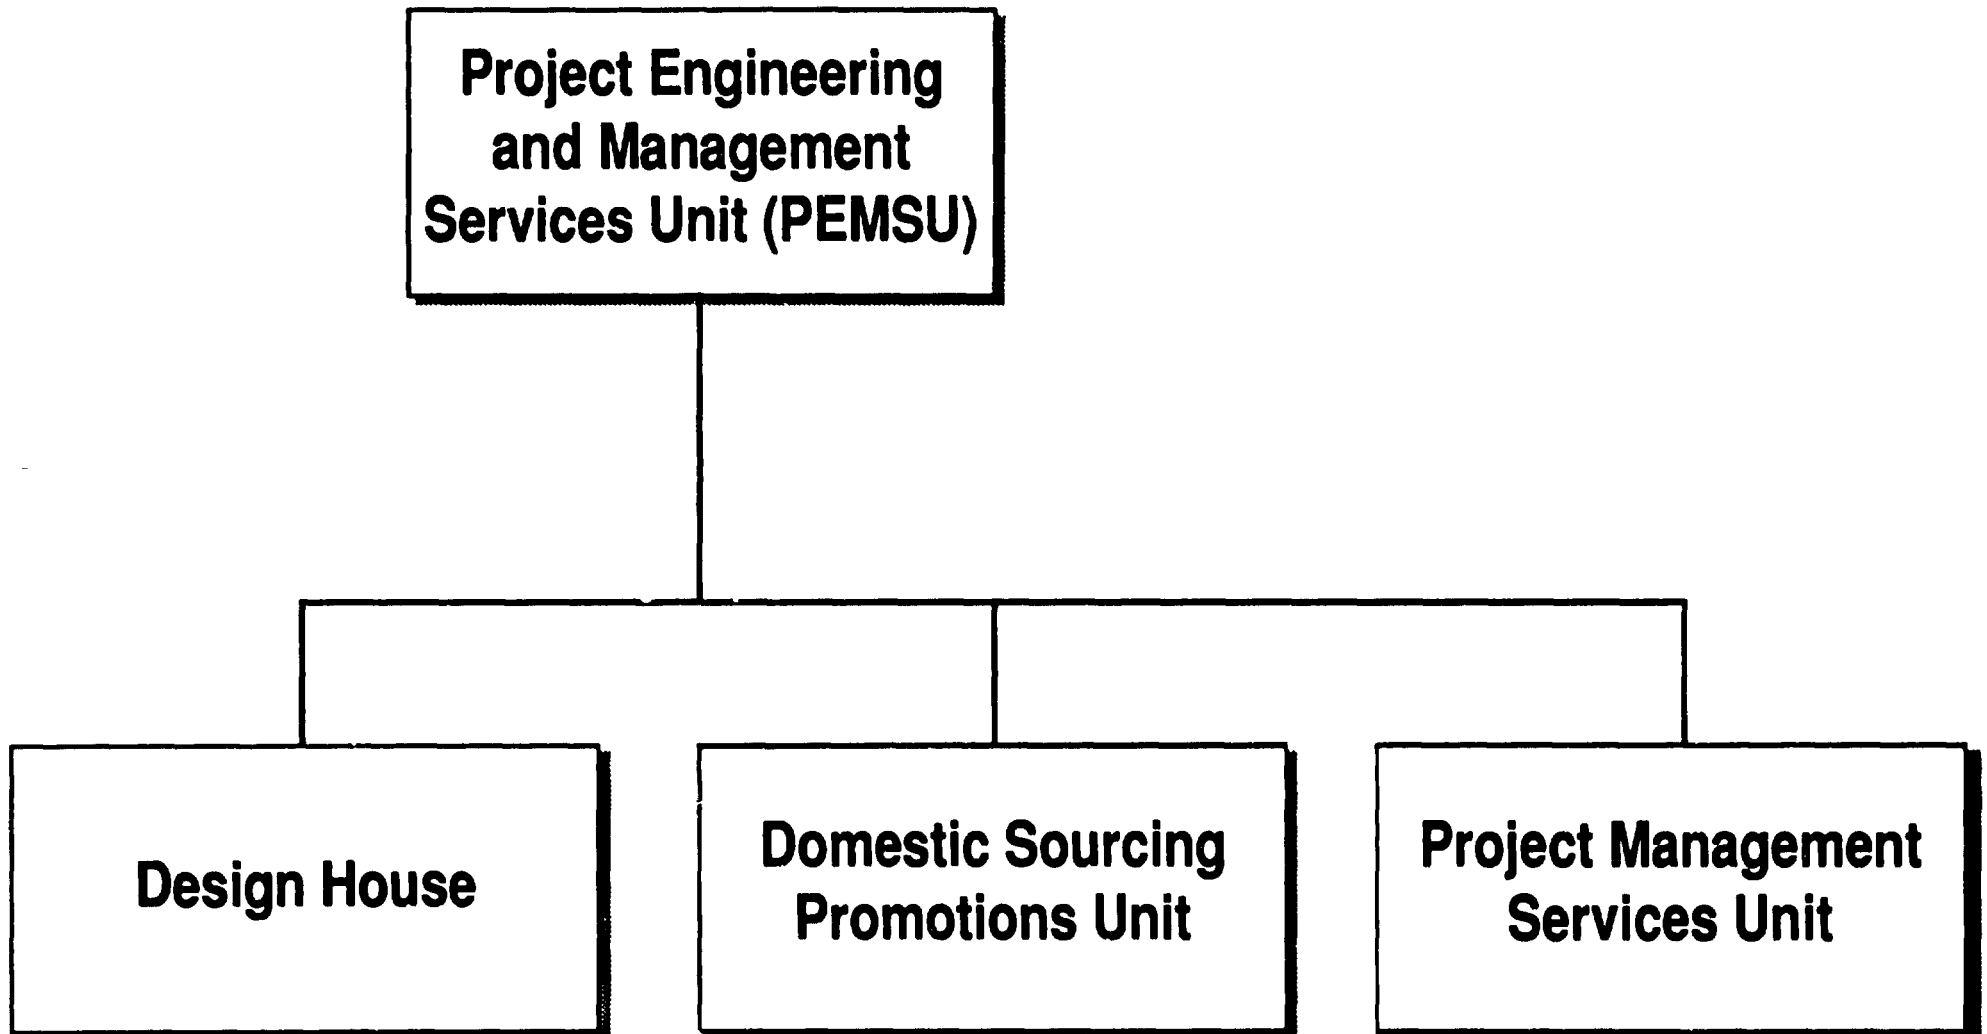 Project Engineering
and Management
Services Unit (PEMSU)
Design House
Domestic Sourcing
Promotions Unit
Project Management
Services Unit